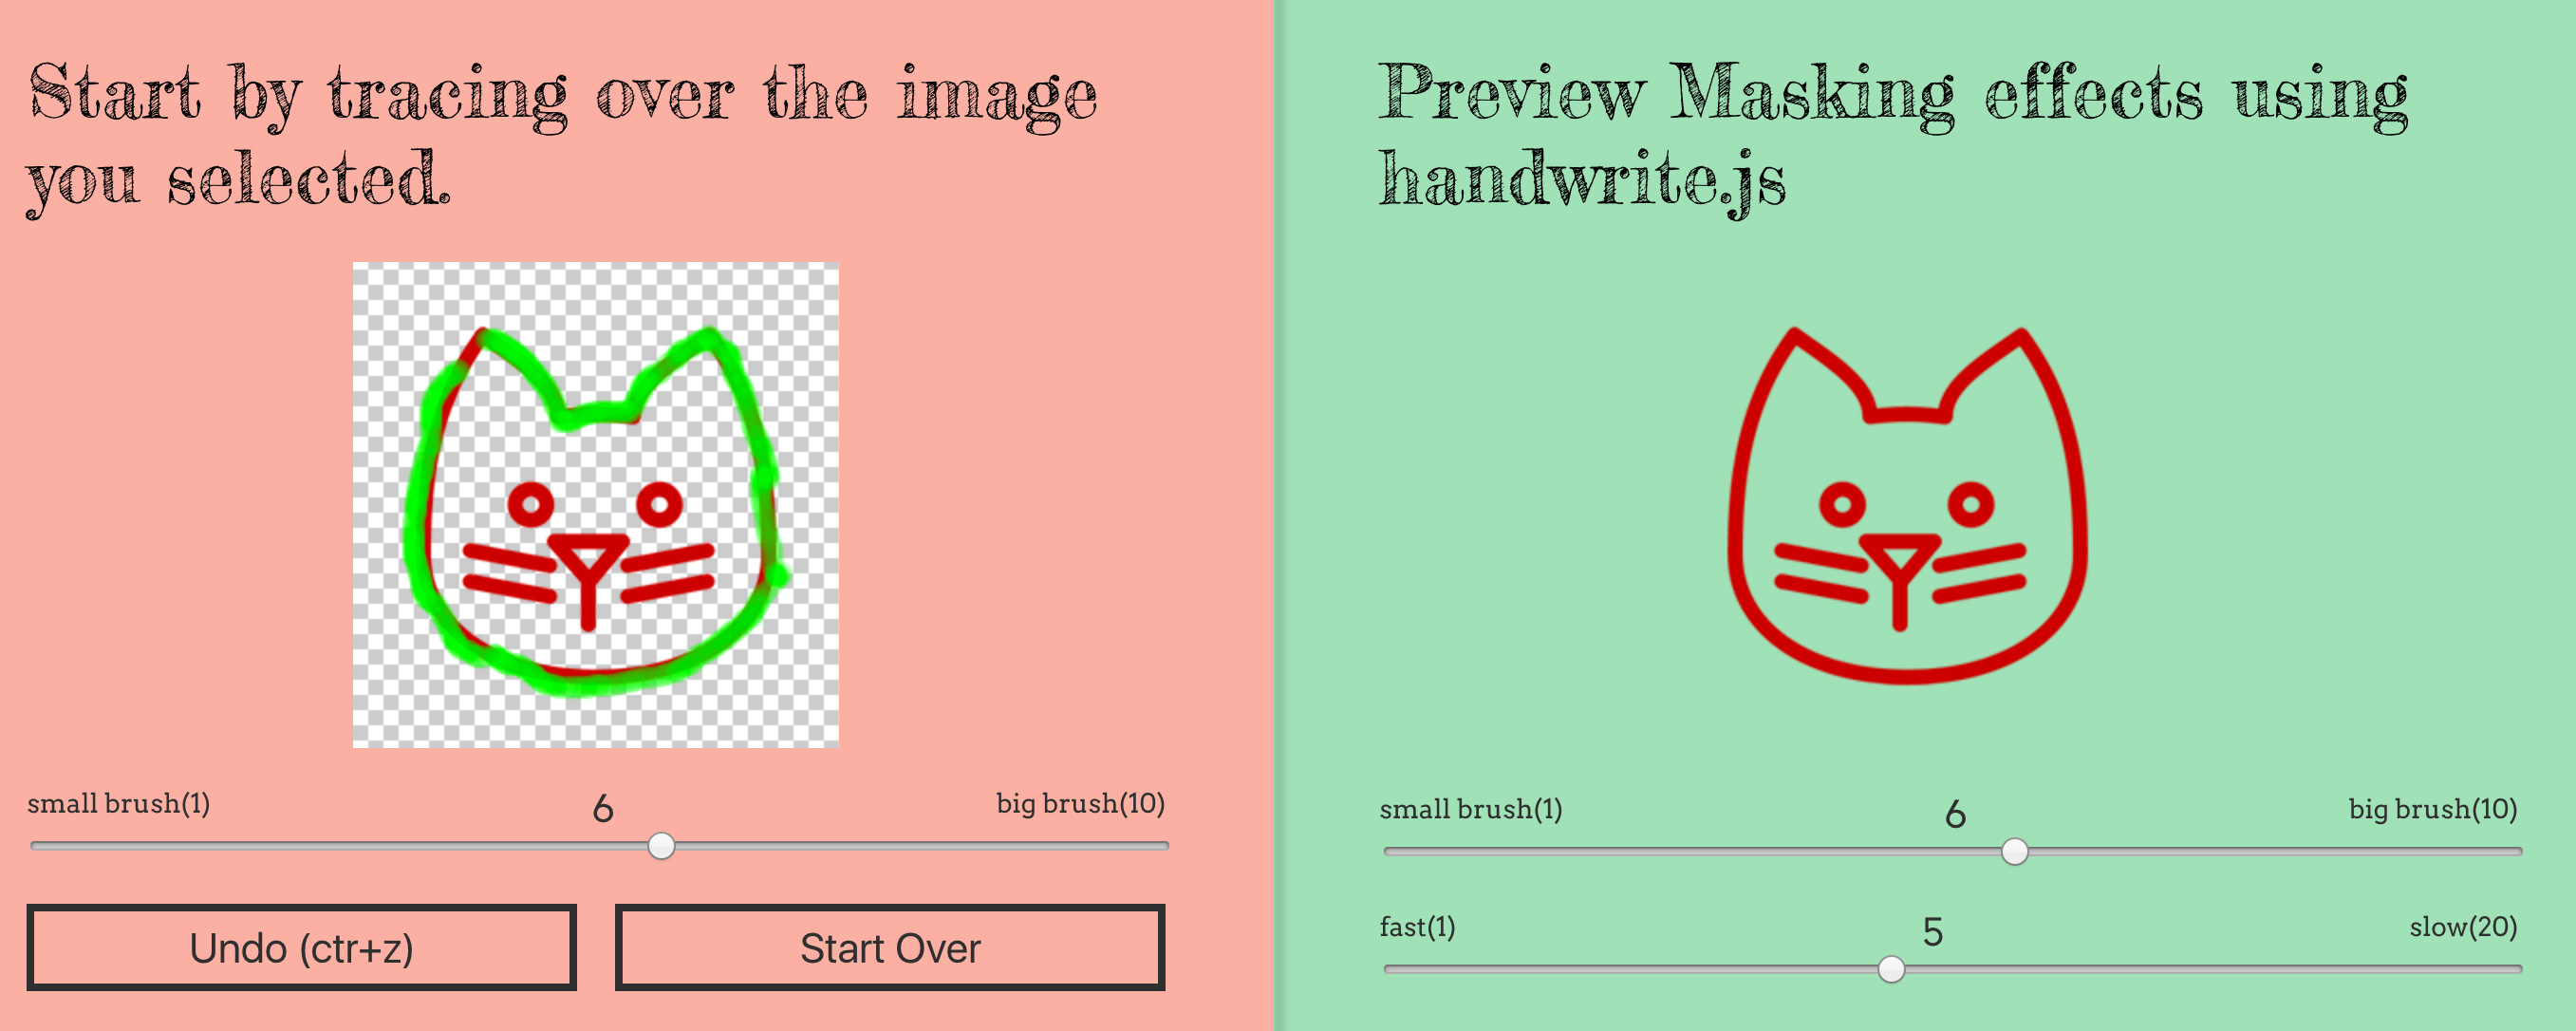 Start by tracing over the image
you selected.
small brush(1) 6 big brush(10)
Undo (ctr+z) Start Over
Preview Masking effects using
handwrite.js
small brush(1) 6 big brush(10)
fast(1) 5 slow(20)